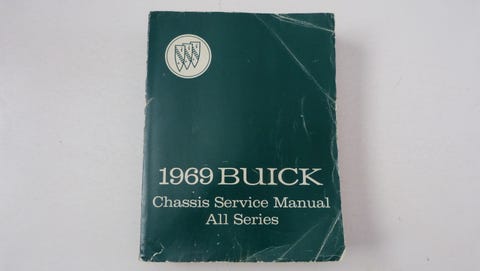 1969 BUICK
Chassis Service Manual
All Series